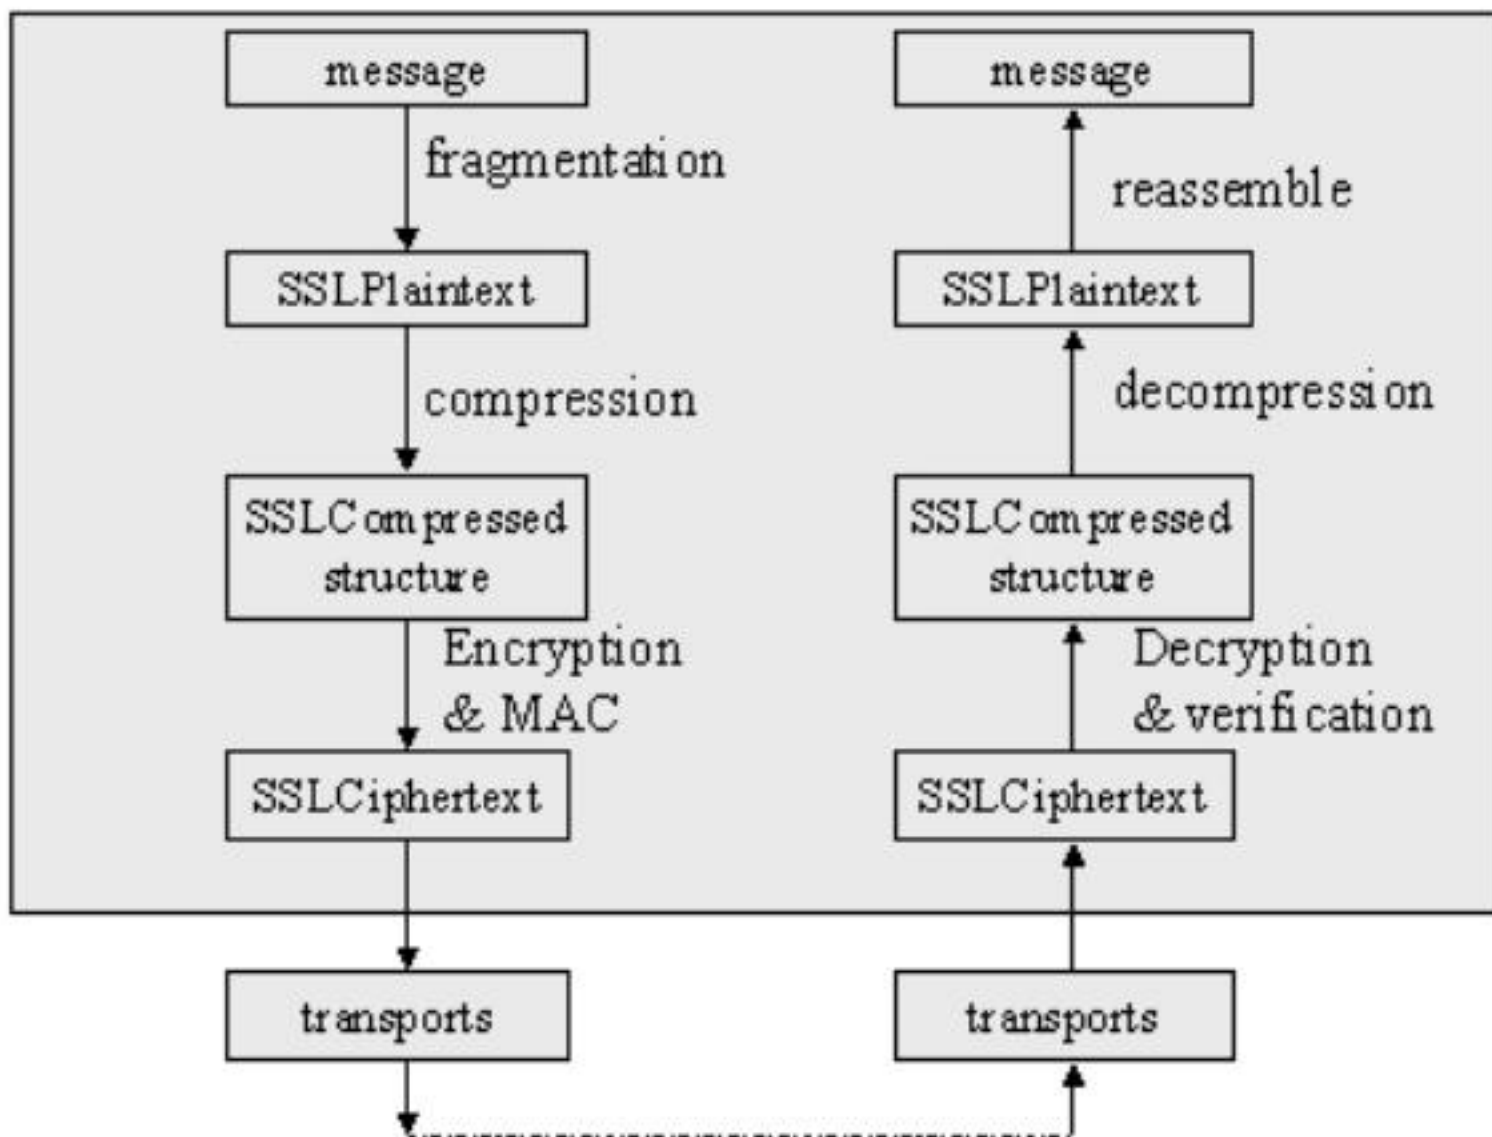 message
fragmentation
SSLPlaintext
compression
SSLCompressed
structure
Encryption
& MAC
SSLCiphertext
transports
message
reassemble
SSLPlaintext
decompression
SSLCompressed
structure
Decryption
& verification
SSLCiphertext
transports